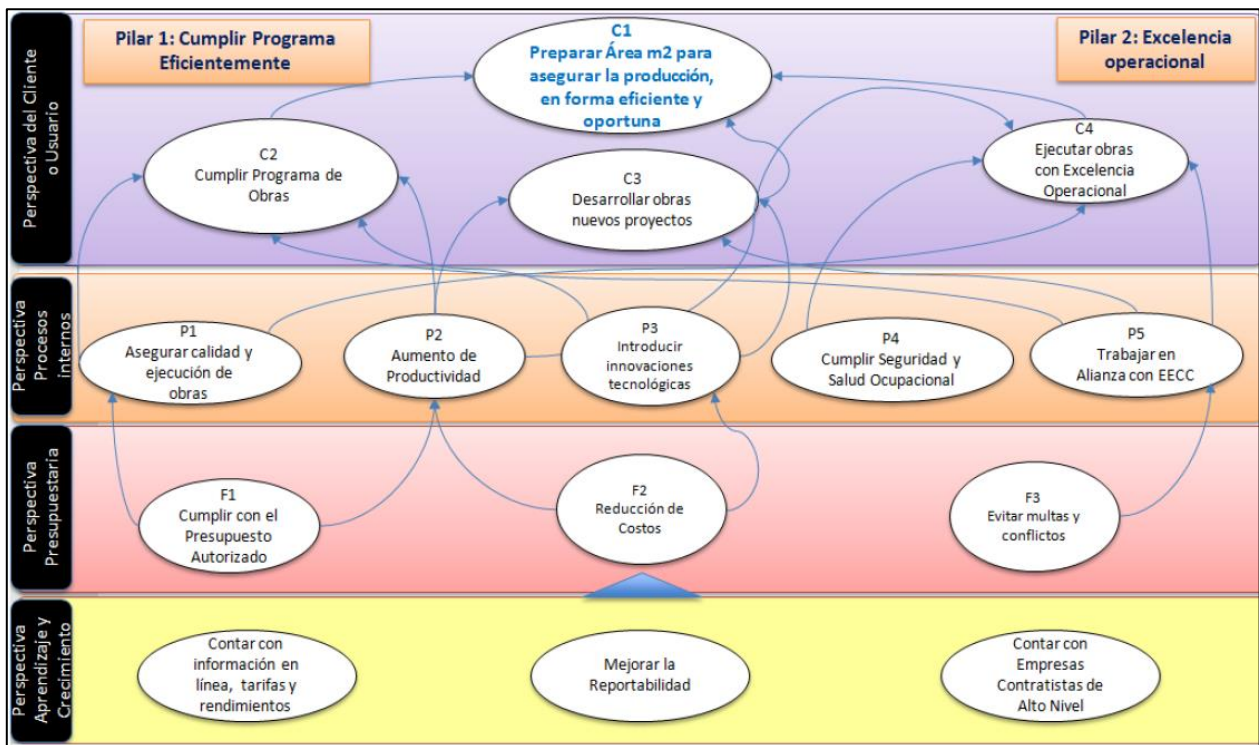 Perspectiva del Cliente
o Usuario
Pilar 1: Cumplir Programa
Eficientemente
C1
Preparar Área m2 para
asegurar la producción,
en forma eficiente y
oportuna
Pilar 2: Excelencia
operacional
C2
Cumplir Programa de
Obras
C3
Desarrollar obras
nuevos proyectos
C4
Ejecutar obras
con Excelencia
Operacional
Perspectiva
Procesos
internos
P1
Asegurar calidad y
ejecución de
obras
P2
Aumento de
Productividad
P3
Introducir
innovaciones
tecnológicas
P4
Cumplir Seguridad y
Salud Ocupacional
P5
Trabajar en
Alianza con EECC
Perspectiva
Presupuestaria
F1
Cumplir con el
Presupuesto
Autorizado
F2
Reducción de
Costos
F3
Evitar multas y
conflictos
Perspectiva
Aprendizaje y
Crecimiento
Contar con
información en
línea, tarifas y
rendimientos
Mejorar la
Reportabilidad
Contar con
Empresas
Contratistas de
Alto Nivel